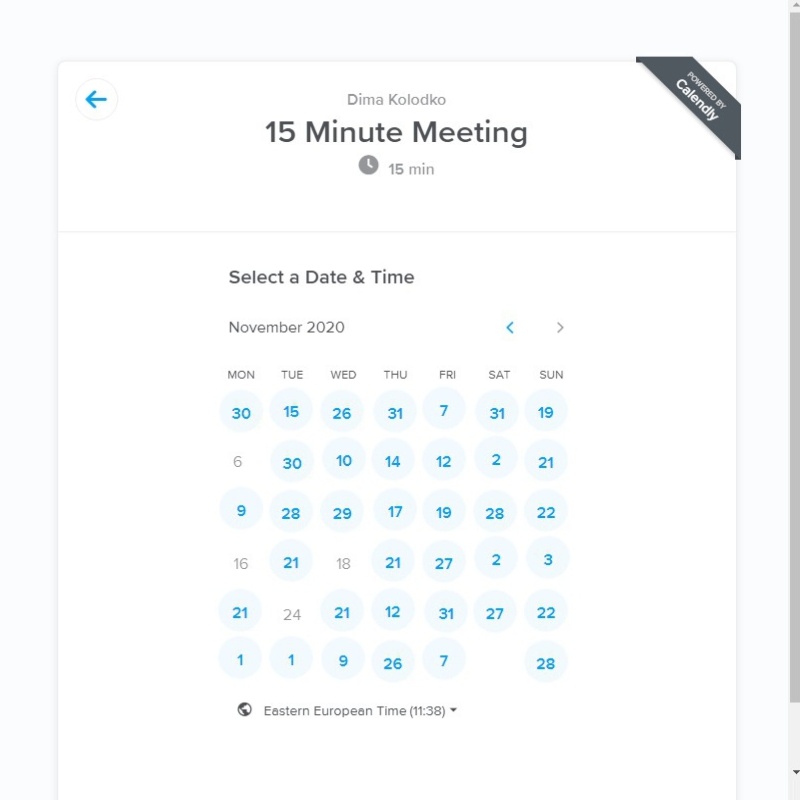 POWERED BY
Calendly
Dima Kolodko
15 Minute Meeting
15 min
Select a Date & Time
November 2020
MON TUE WED THU FRI SAT SUN
30 15 26 31 7 31 19
6 30 10 14 12 2 21
9 28 29 17 19 28 22
16 21 18 21 27 2 3
21 24 21 12 31 27 22
1 1 9 26 7 28
Eastern European Time (11:38)